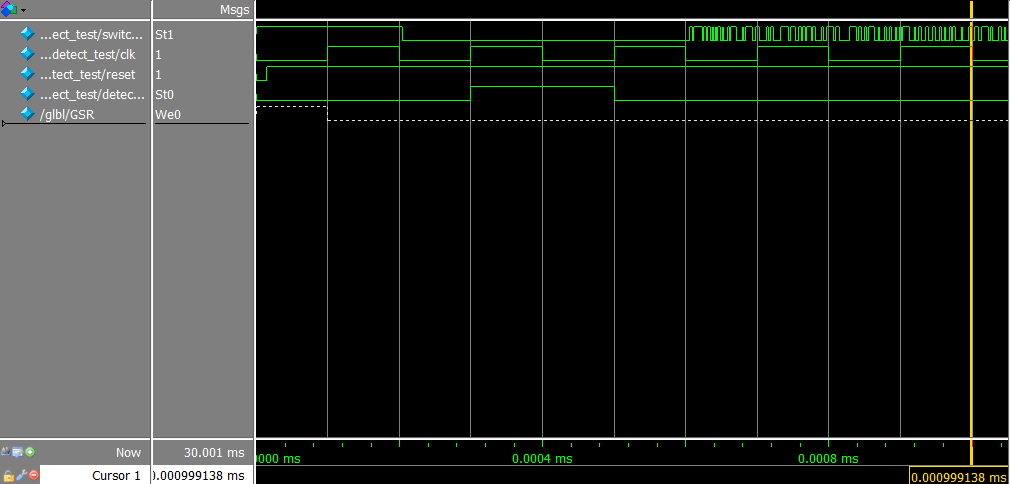 Msgs
...ect_test/switc... St1
...detect_test/clk 1
...tect_test/reset 1
...ect_test/detec... St0
/glbl/GSR We0
Now 30.001 ms 0000 ms 0.0004 ms 0.0008 ms
Cursor 1 0.000999138 ms 0.000999138 ms